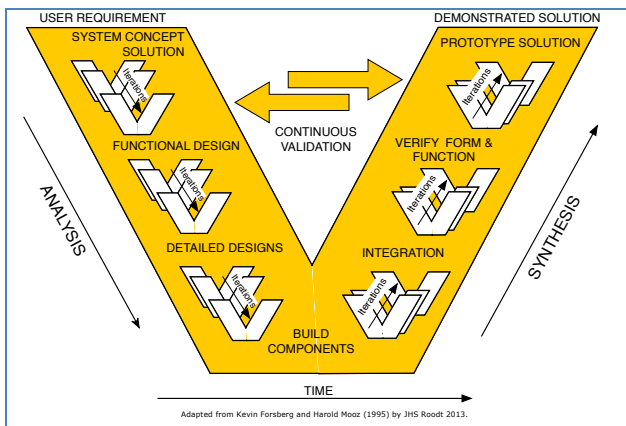 USER REQUIREMENT
DEMONSTRATED SOLUTION
SYSTEM CONCEPT
SOLUTION
Iterations
PROTOTYPE SOLUTION
Iterations
CONTINUOUS
VALIDATION
FUNCTIONAL DESIGN
Iterations
VERIFY FORM &
FUNCTION
Iterations
ANALYSIS
SYNTHESIS
DETAILED DESIGNS
Iterations
INTEGRATION
Iterations
BUILD
COMPONENTS
TIME
Adapted from Kevin Forsberg and Harold Mooz (1995) by JHS Roodt 2013.